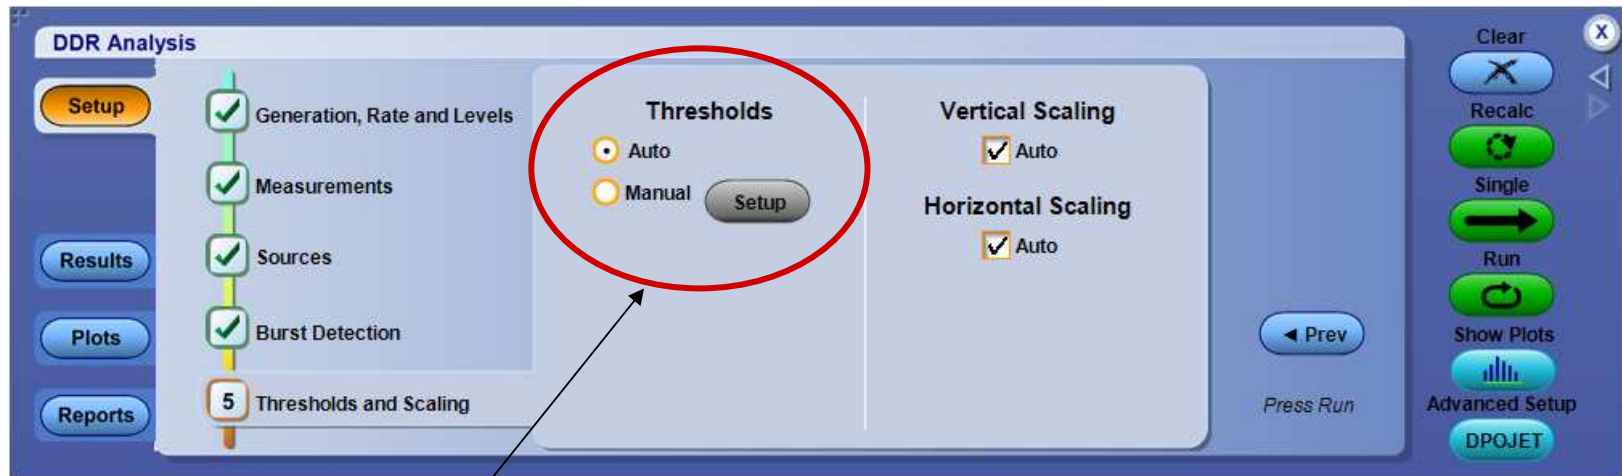 DDR Analysis
Setup
Results
Plots
Reports
Generation, Rate and Levels
Measurements
Sources
Burst Detection
5 Thresholds and Scaling
Thresholds
Auto
Manual
Setup
Vertical Scaling
Auto
Horizontal Scaling
Auto
◄ Prev
Press Run
Clear
X
Recalc
Single
Run
Show Plots
Advanced Setup
DPOJET